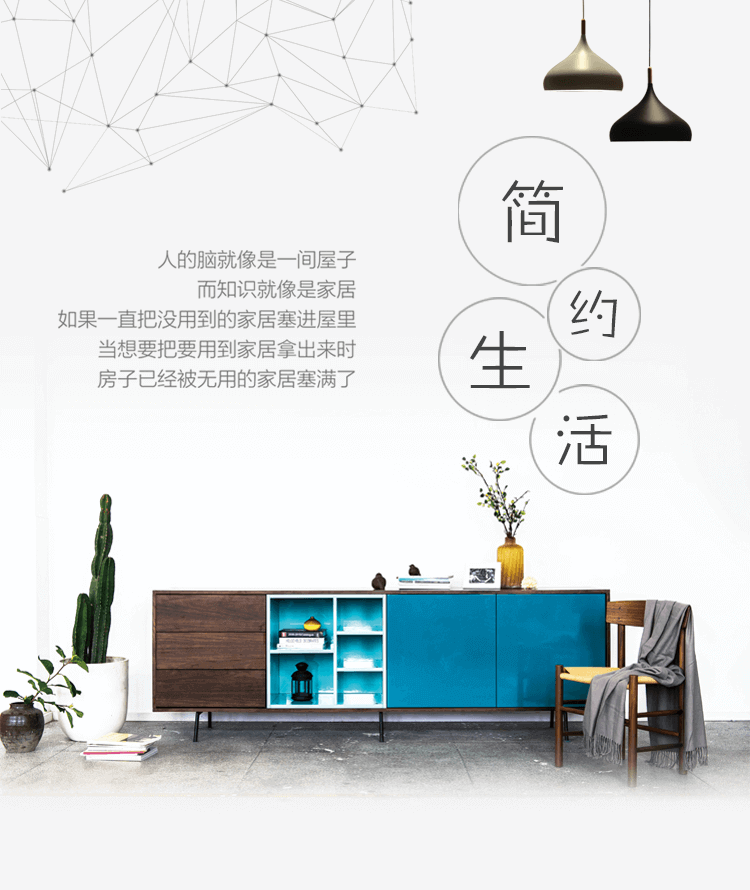 简约生活
人的脑就像是一间屋子
而知识就像是家居
如果一直把没用到的家居塞进屋里
当想要把要用到家居拿出来时
房子已经被无用的家居塞满了